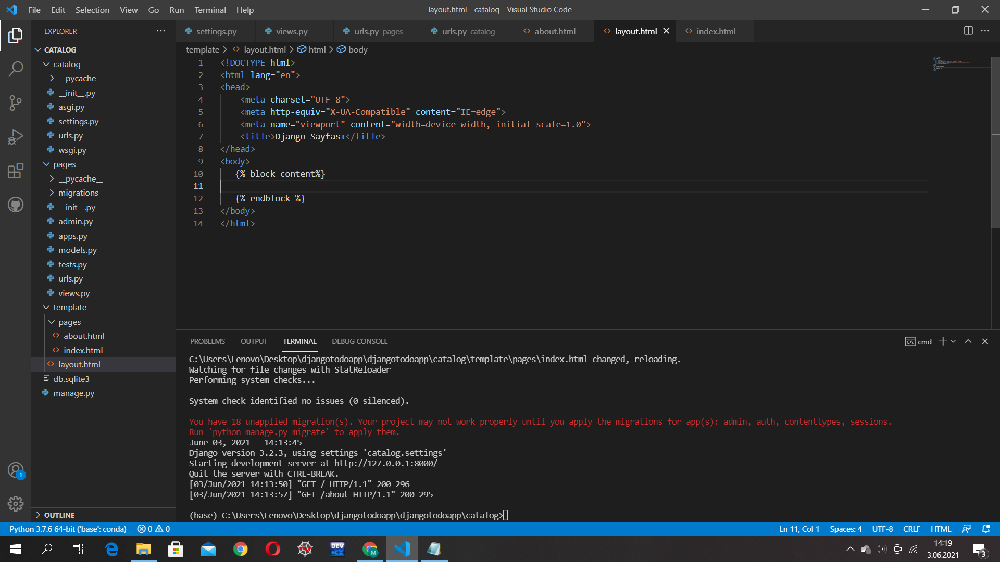 File Edit Selection View Go Run Terminal Help
layout.html - catalog - Visual Studio Code
EXPLORER
CATALOG
catalog
__pycache__
__init__.py
asgi.py
settings.py
urls.py
wsgi.py
pages
__pycache__
migrations
__init__.py
admin.py
apps.py
models.py
tests.py
urls.py
views.py
template
pages
about.html
index.html
layout.html
db.sqlite3
manage.py
OUTLINE
settings.py
views.py
urls.py pages
urls.py catalog
about.html
layout.html
index.html
template > layout.html > html > body
1 <!DOCTYPE html>
2 <html lang="en">
3 <head>
4 <meta charset="UTF-8">
5 <meta http-equiv="X-UA-Compatible" content="IE=edge">
6 <meta name="viewport" content="width=device-width, initial-scale=1.0">
7 <title>Django Sayfası</title>
8 </head>
9 <body>
10 {% block content%}
11
12 {% endblock %}
13 </body>
14 </html>
PROBLEMS OUTPUT TERMINAL DEBUG CONSOLE
cmd
C:\Users\Lenovo\Desktop\djangotodoapp\djangotodoapp\catalog\template\pages\index.html changed, reloading.
Watching for file changes with StatReloader
Performing system checks...
System check identified no issues (0 silenced).
You have 18 unapplied migration(s). Your project may not work properly until you apply the migrations for app(s): admin, auth, contenttypes, sessions.
Run 'python manage.py migrate' to apply them.
June 03, 2021 - 14:13:45
Django version 3.2.3, using settings 'catalog.settings'
Starting development server at http://127.0.0.1:8000/
Quit the server with CTRL-BREAK.
[03/Jun/2021 14:13:50] "GET / HTTP/1.1" 200 296
[03/Jun/2021 14:13:57] "GET /about HTTP/1.1" 200 295
(base) C:\Users\Lenovo\Desktop\djangotodoapp\djangotodoapp\catalog>
1
Python 3.7.6 64-bit ('base': conda) 0 0
Ln 11, Col 1 Spaces: 4 UTF-8 CRLF HTML
DEV
M
14:19
3.06.2021
3